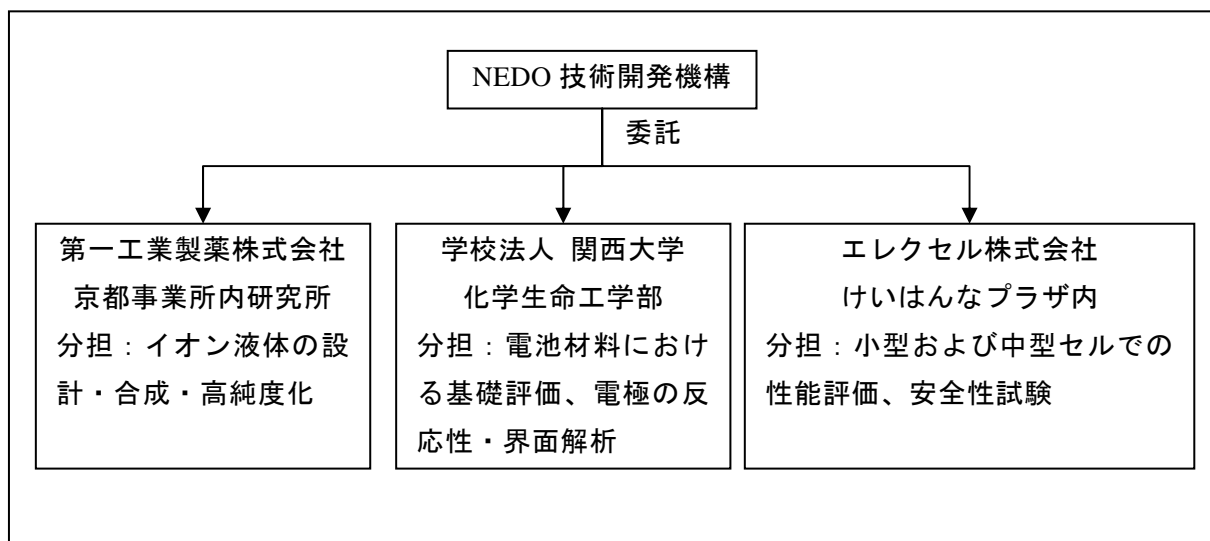 NEDO 技術開発機構
委託
第一工業製薬株式会社
京都事業所内研究所
分担：イオン液体の設
計・合成・高純度化
学校法人 関西大学
化学生命工学部
分担：電池材料におけ
る基礎評価、電極の反
応性・界面解析
エレクセル株式会社
けいはんなプラザ内
分担：小型および中型セルでの
性能評価、安全性試験